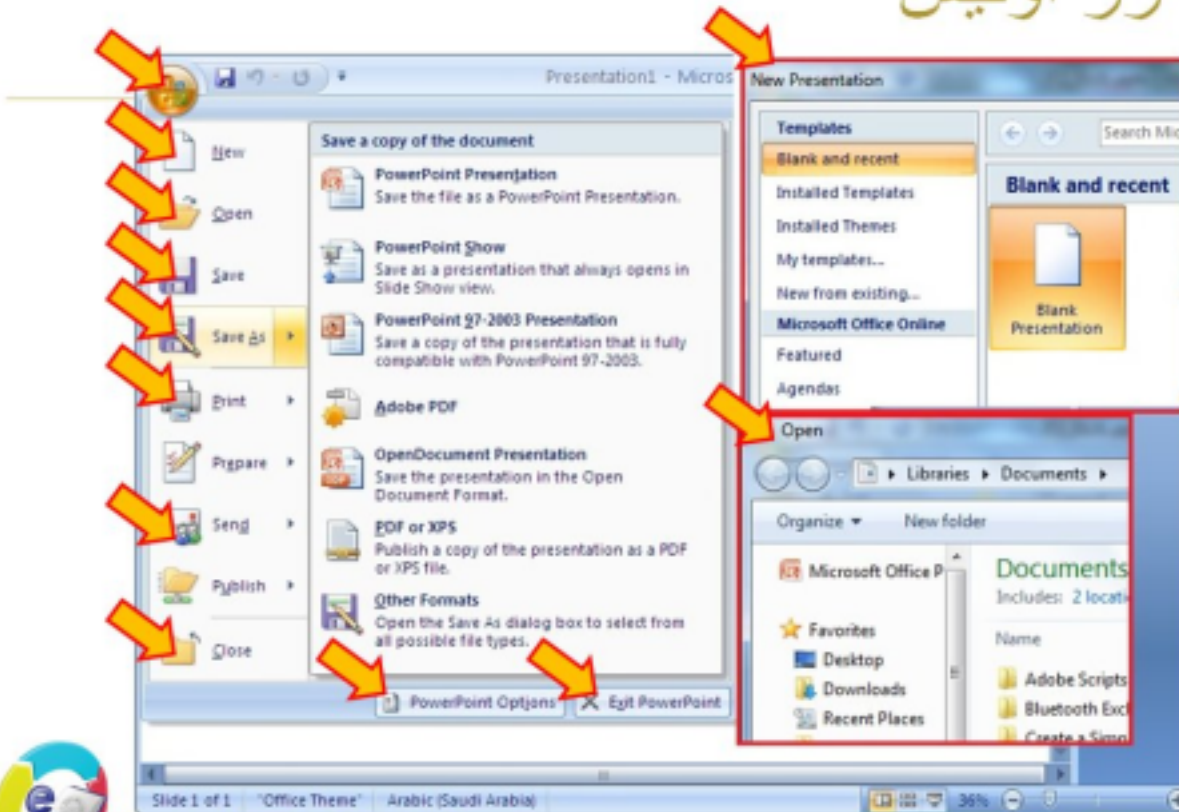 زر أوفيس
Presentation1 - Micros
New
Open
Save
Save As
Print
Prepare
Send
Publish
Close
Save a copy of the document
PowerPoint Presentation
Save the file as a PowerPoint Presentation.
PowerPoint Show
Save as a presentation that always opens in
Slide Show view.
PowerPoint 97-2003 Presentation
Save a copy of the presentation that is fully
compatible with PowerPoint 97-2003.
Adobe PDF
OpenDocument Presentation
Save the presentation in the Open
Document Format.
PDF or XPS
Publish a copy of the presentation as a PDF
or XPS file.
Other Formats
Open the Save As dialog box to select from
all possible file types.
PowerPoint Options
Exit PowerPoint
New Presentation
Templates
Blank and recent
Installed Templates
Installed Themes
My templates...
New from existing...
Microsoft Office Online
Featured
Agendas
Search Mic
Blank and recent
Blank
Presentation
Open
Libraries
Documents
Organize
New folder
Microsoft Office P
Favorites
Desktop
Downloads
Recent Places
Documents
Includes: 2 locati
Name
Adobe Scripts
Bluetooth Excl
Create a Simp
Slide 1 of 1
"Office Theme"
Arabic (Saudi Arabia)
36%
e